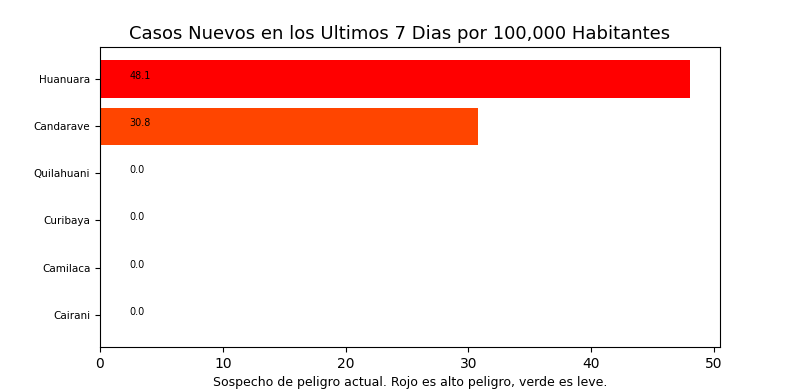 Casos Nuevos en los Ultimos 7 Dias por 100,000 Habitantes
Huanuara 48.1
Candarave 30.8
Quilahuani 0.0
Curibaya 0.0
Camilaca 0.0
Cairani 0.0
0 10 20 30 40 50
Sospecho de peligro actual. Rojo es alto peligro, verde es leve.